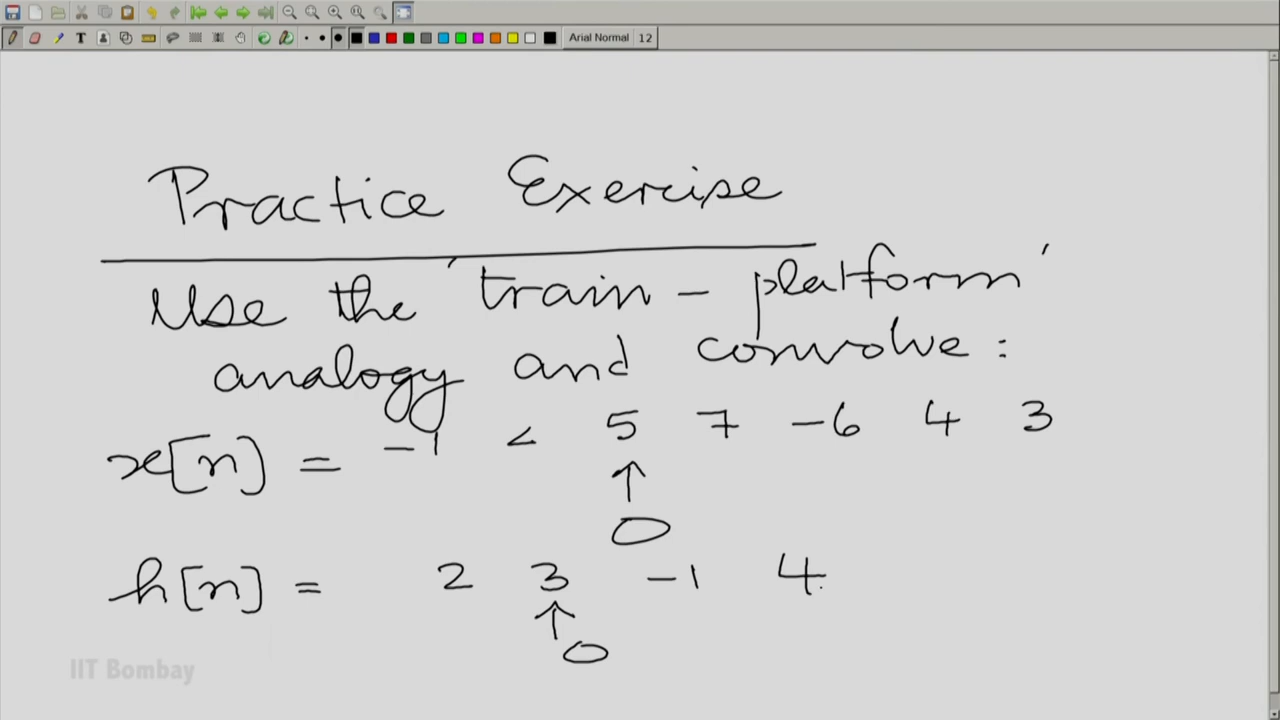 Arial Normal 12
Practice Exercise
Use the 'train - platform'
analogy and convolve:
x[n] = -1 < 5 7 -6 4 3
↑
0
h[n] = 2 3 -1 4
↑
0
IIT Bombay